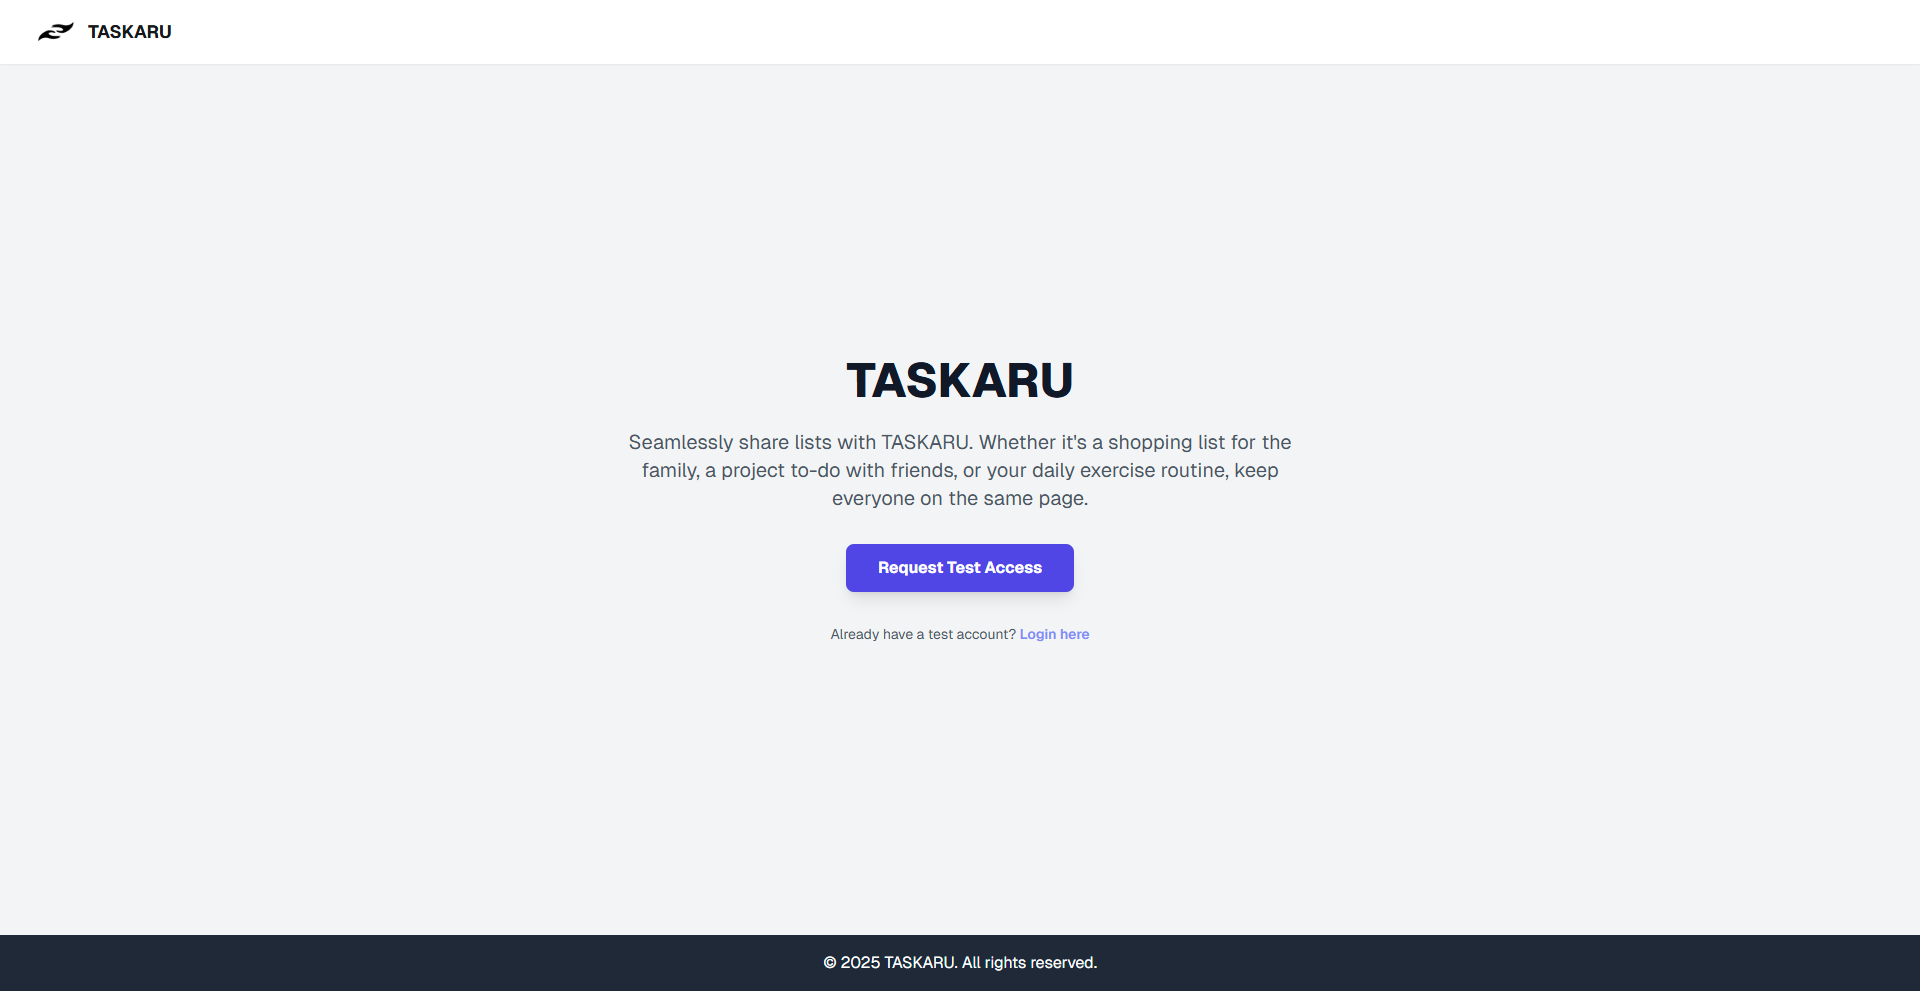 TASKARU
TASKARU
Seamlessly share lists with TASKARU. Whether it's a shopping list for the
family, a project to-do with friends, or your daily exercise routine, keep
everyone on the same page.
Request Test Access
Already have a test account? Login here
© 2025 TASKARU. All rights reserved.